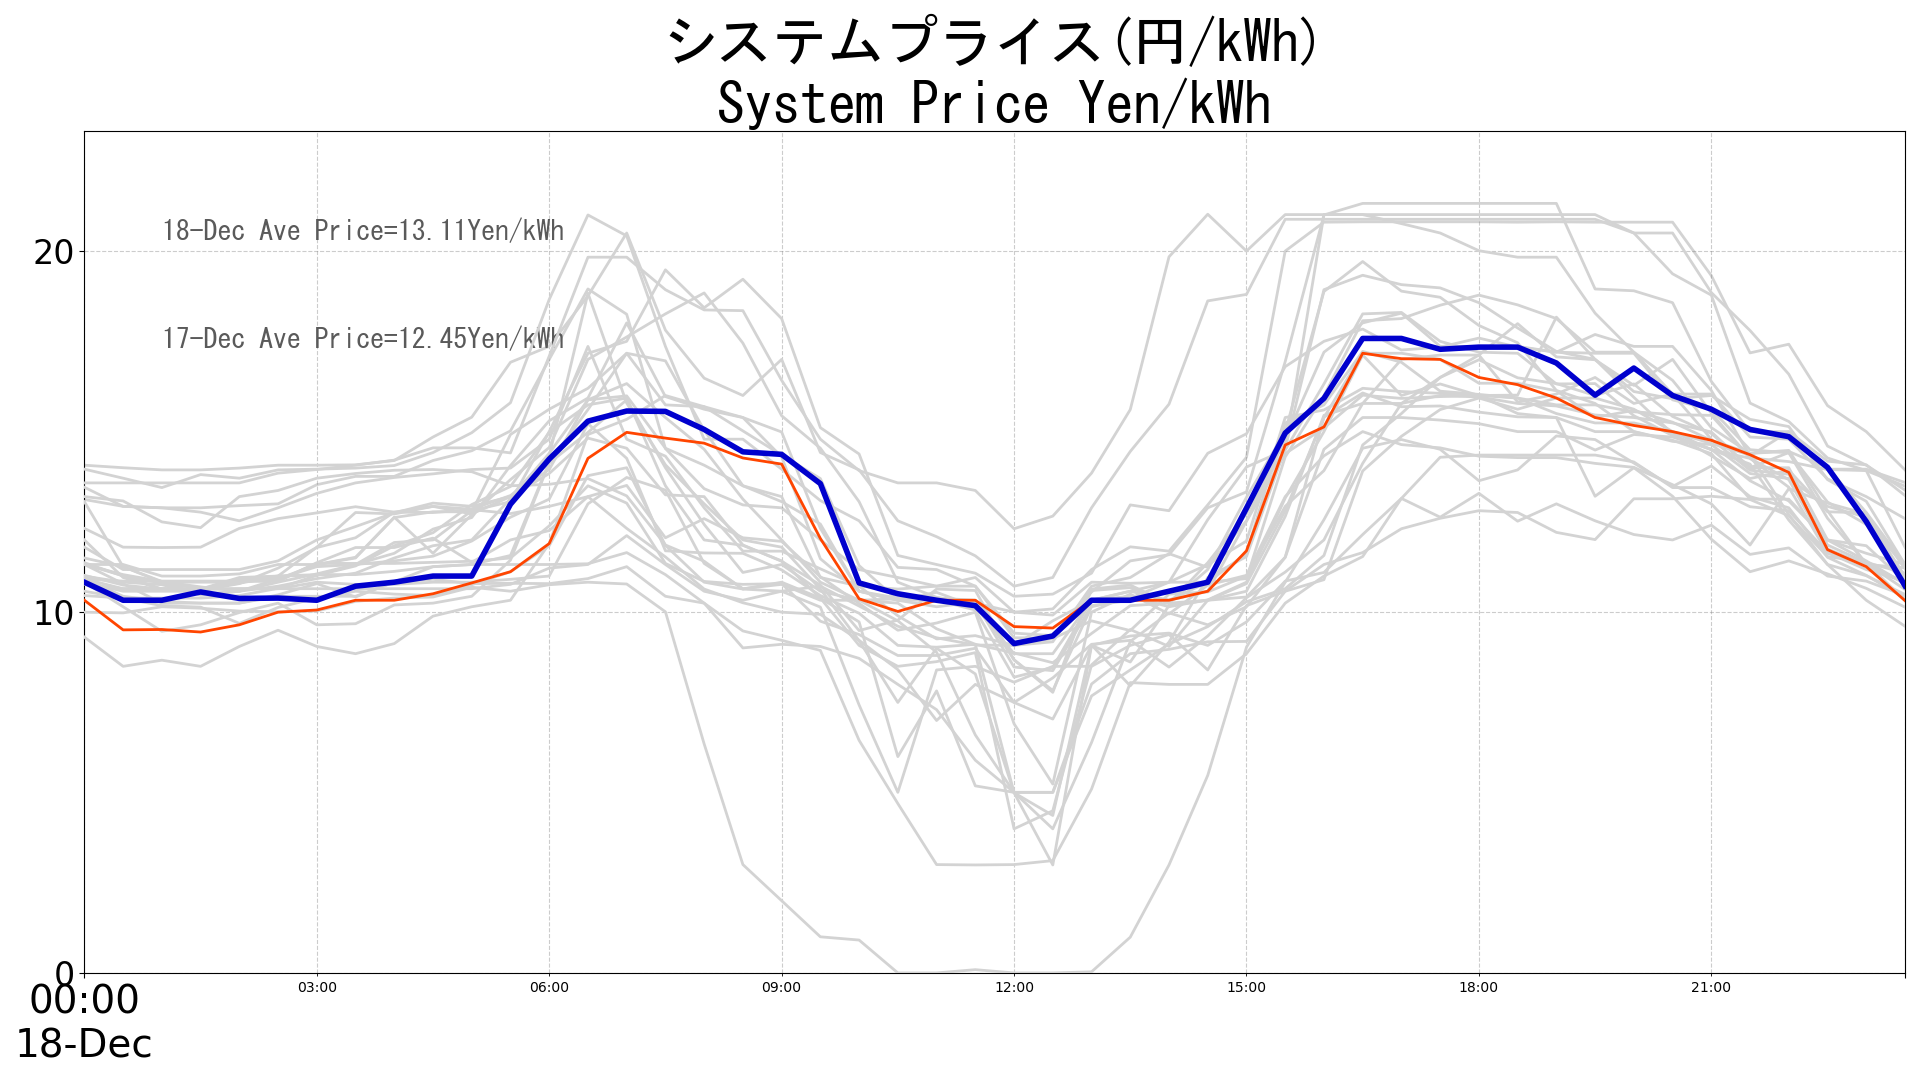 システムプライス(円/kWh)
System Price Yen/kWh
18-Dec Ave Price=13.11Yen/kWh
17-Dec Ave Price=12.45Yen/kWh
20
10
0
00:00
03:00
06:00
09:00
12:00
15:00
18:00
21:00
18-Dec